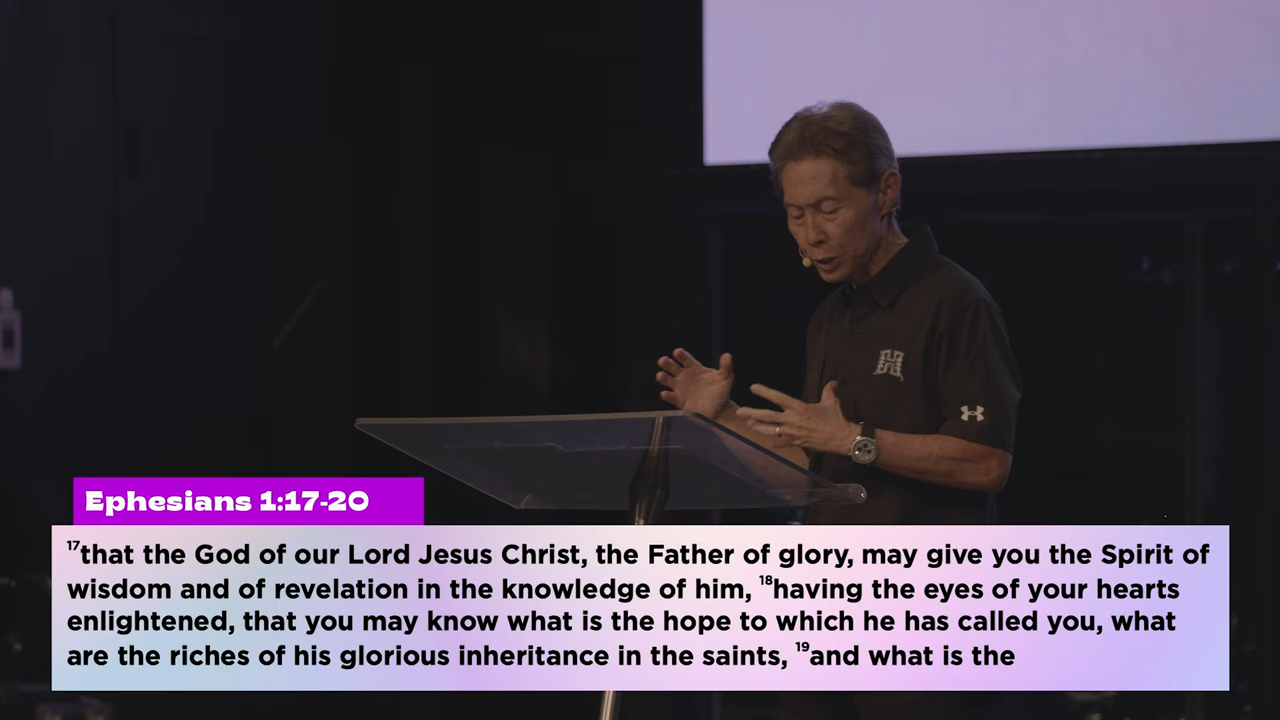 Ephesians 1:17-20
¹⁷that the God of our Lord Jesus Christ, the Father of glory, may give you the Spirit of
wisdom and of revelation in the knowledge of him, ¹⁸having the eyes of your hearts
enlightened, that you may know what is the hope to which he has called you, what
are the riches of his glorious inheritance in the saints, ¹⁹and what is the
H